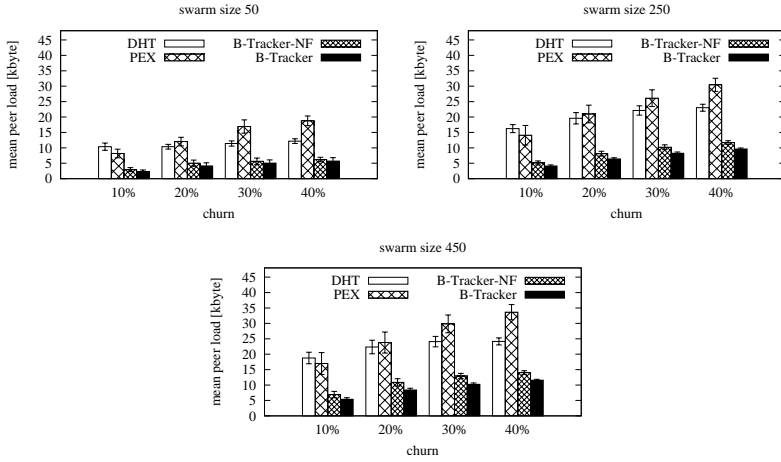 swarm size 50
mean peer load [kbyte]
45
40
35
30
25
20
15
10
5
0
DHT
PEX
B-Tracker-NF
B-Tracker
10% 20% 30% 40%
churn
swarm size 250
mean peer load [kbyte]
45
40
35
30
25
20
15
10
5
0
DHT
PEX
B-Tracker-NF
B-Tracker
10% 20% 30% 40%
churn
swarm size 450
mean peer load [kbyte]
45
40
35
30
25
20
15
10
5
0
DHT
PEX
B-Tracker-NF
B-Tracker
10% 20% 30% 40%
churn